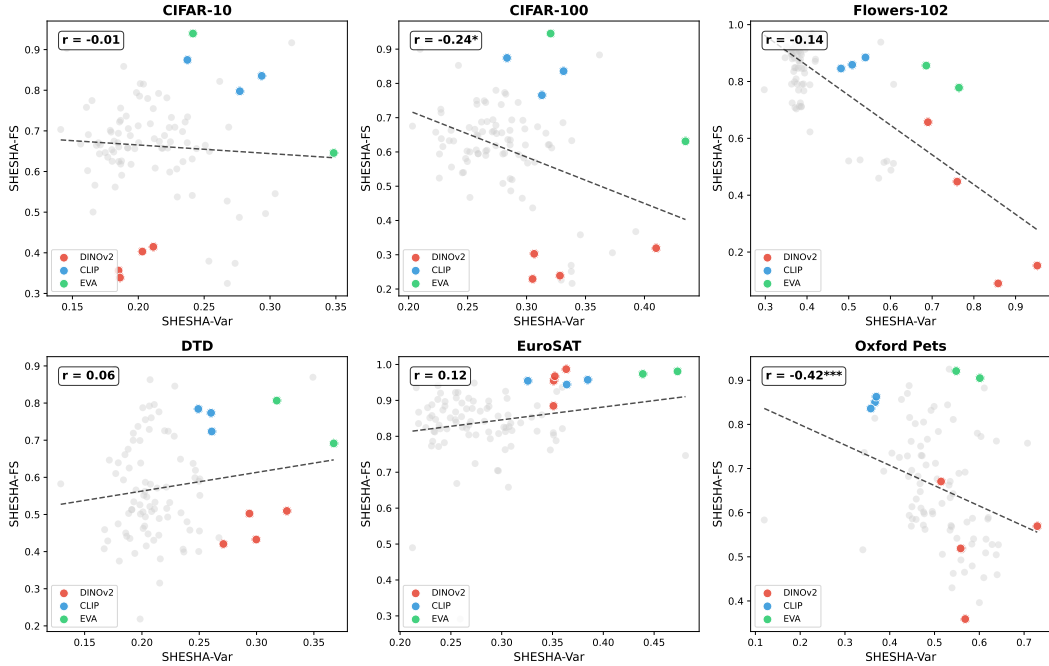 CIFAR-10
r = -0.01
SHESHA-FS
0.9
0.8
0.7
0.6
0.5
0.4
0.3
DINOv2
CLIP
EVA
0.15 0.20 0.25 0.30 0.35
SHESHA-Var
CIFAR-100
r = -0.24*
SHESHA-FS
0.9
0.8
0.7
0.6
0.5
0.4
0.3
0.2
DINOv2
CLIP
EVA
0.20 0.25 0.30 0.35 0.40
SHESHA-Var
Flowers-102
r = -0.14
SHESHA-FS
1.0
0.8
0.6
0.4
0.2
DINOv2
CLIP
EVA
0.3 0.4 0.5 0.6 0.7 0.8 0.9
SHESHA-Var
DTD
r = 0.06
SHESHA-FS
0.9
0.8
0.7
0.6
0.5
0.4
0.3
0.2
DINOv2
CLIP
EVA
0.15 0.20 0.25 0.30 0.35
SHESHA-Var
EuroSAT
r = 0.12
SHESHA-FS
1.0
0.9
0.8
0.7
0.6
0.5
0.4
0.3
DINOv2
CLIP
EVA
0.20 0.25 0.30 0.35 0.40 0.45
SHESHA-Var
Oxford Pets
r = -0.42***
SHESHA-FS
0.9
0.8
0.7
0.6
0.5
0.4
DINOv2
CLIP
EVA
0.1 0.2 0.3 0.4 0.5 0.6 0.7
SHESHA-Var